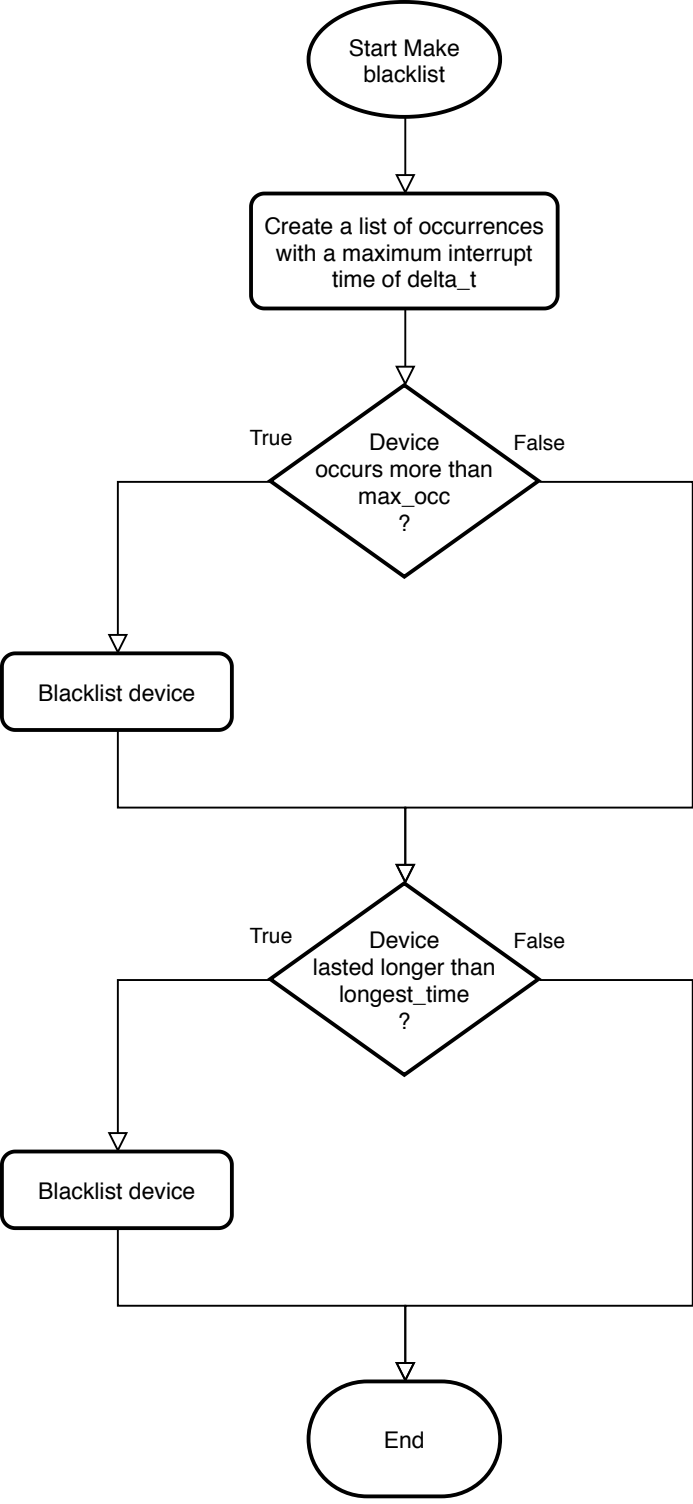 Start Make
blacklist
Create a list of occurrences
with a maximum interrupt
time of delta_t
True
False
Device
occurs more than
max_occ
?
Blacklist device
True
False
Device
lasted longer than
longest_time
?
Blacklist device
End